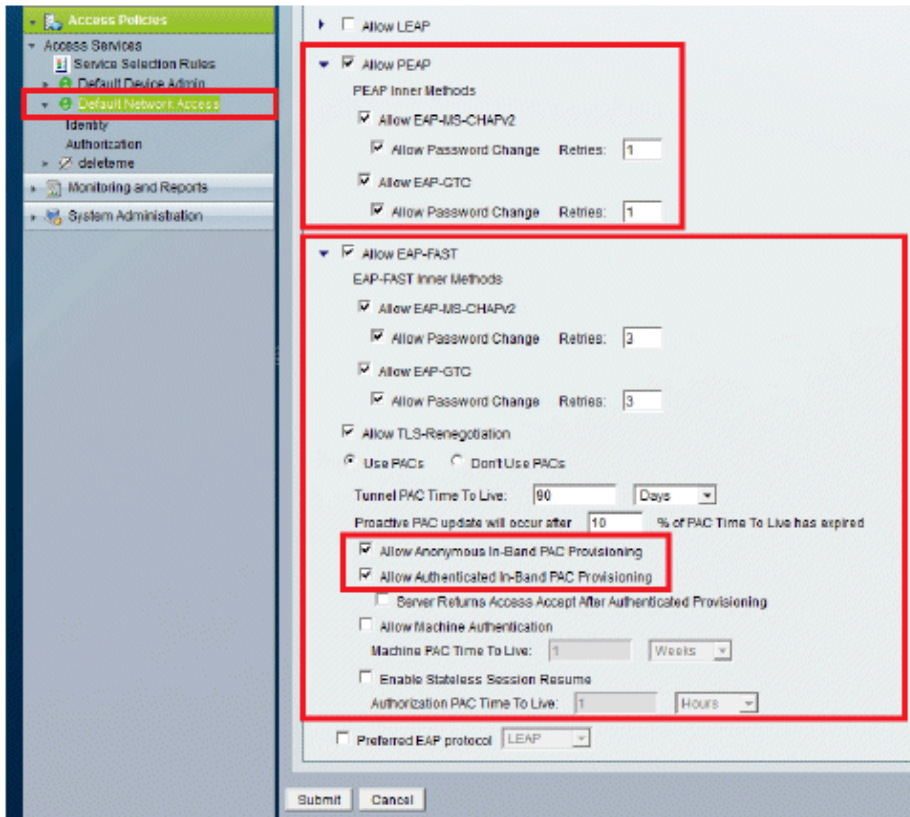 Access Policies
Access Services
Service Selection Rules
Default Device Admin
Default Network Access
Identity
Authorization
deleteme
Monitoring and Reports
System Administration
Allow LEAP
Allow PEAP
PEAP Inner Methods
Allow EAP-MS-CHAPv2
Allow Password Change Retries: 1
Allow EAP-GTC
Allow Password Change Retries: 1
Allow EAP-FAST
EAP-FAST Inner Methods
Allow EAP-MS-CHAPv2
Allow Password Change Retries: 3
Allow EAP-GTC
Allow Password Change Retries: 3
Allow TLS-Renegotiation
Use PACs Don't Use PACs
Tunnel PAC Time To Live: 90 Days
Proactive PAC update will occur after 10 % of PAC Time To Live has expired
Allow Anonymous In-Band PAC Provisioning
Allow Authenticated In-Band PAC Provisioning
Server Returns Access Accept After Authenticated Provisioning
Allow Machine Authentication
Machine PAC Time To Live: 1 Weeks
Enable Stateless Session Resume
Authorization PAC Time To Live: 1 Hours
Preferred EAP protocol LEAP
Submit Cancel